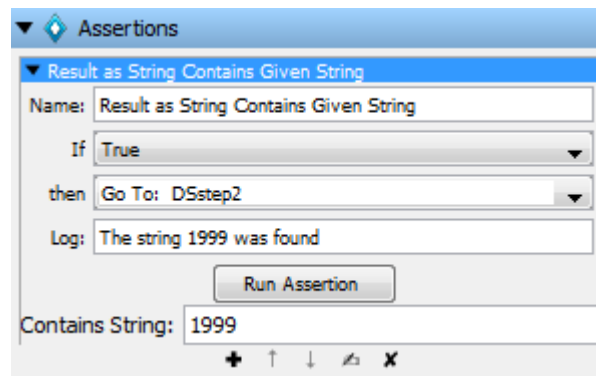 Assertions
Result as String Contains Given String
Name: Result as String Contains Given String
If True
then Go To: DSstep2
Log: The string 1999 was found
Run Assertion
Contains String: 1999